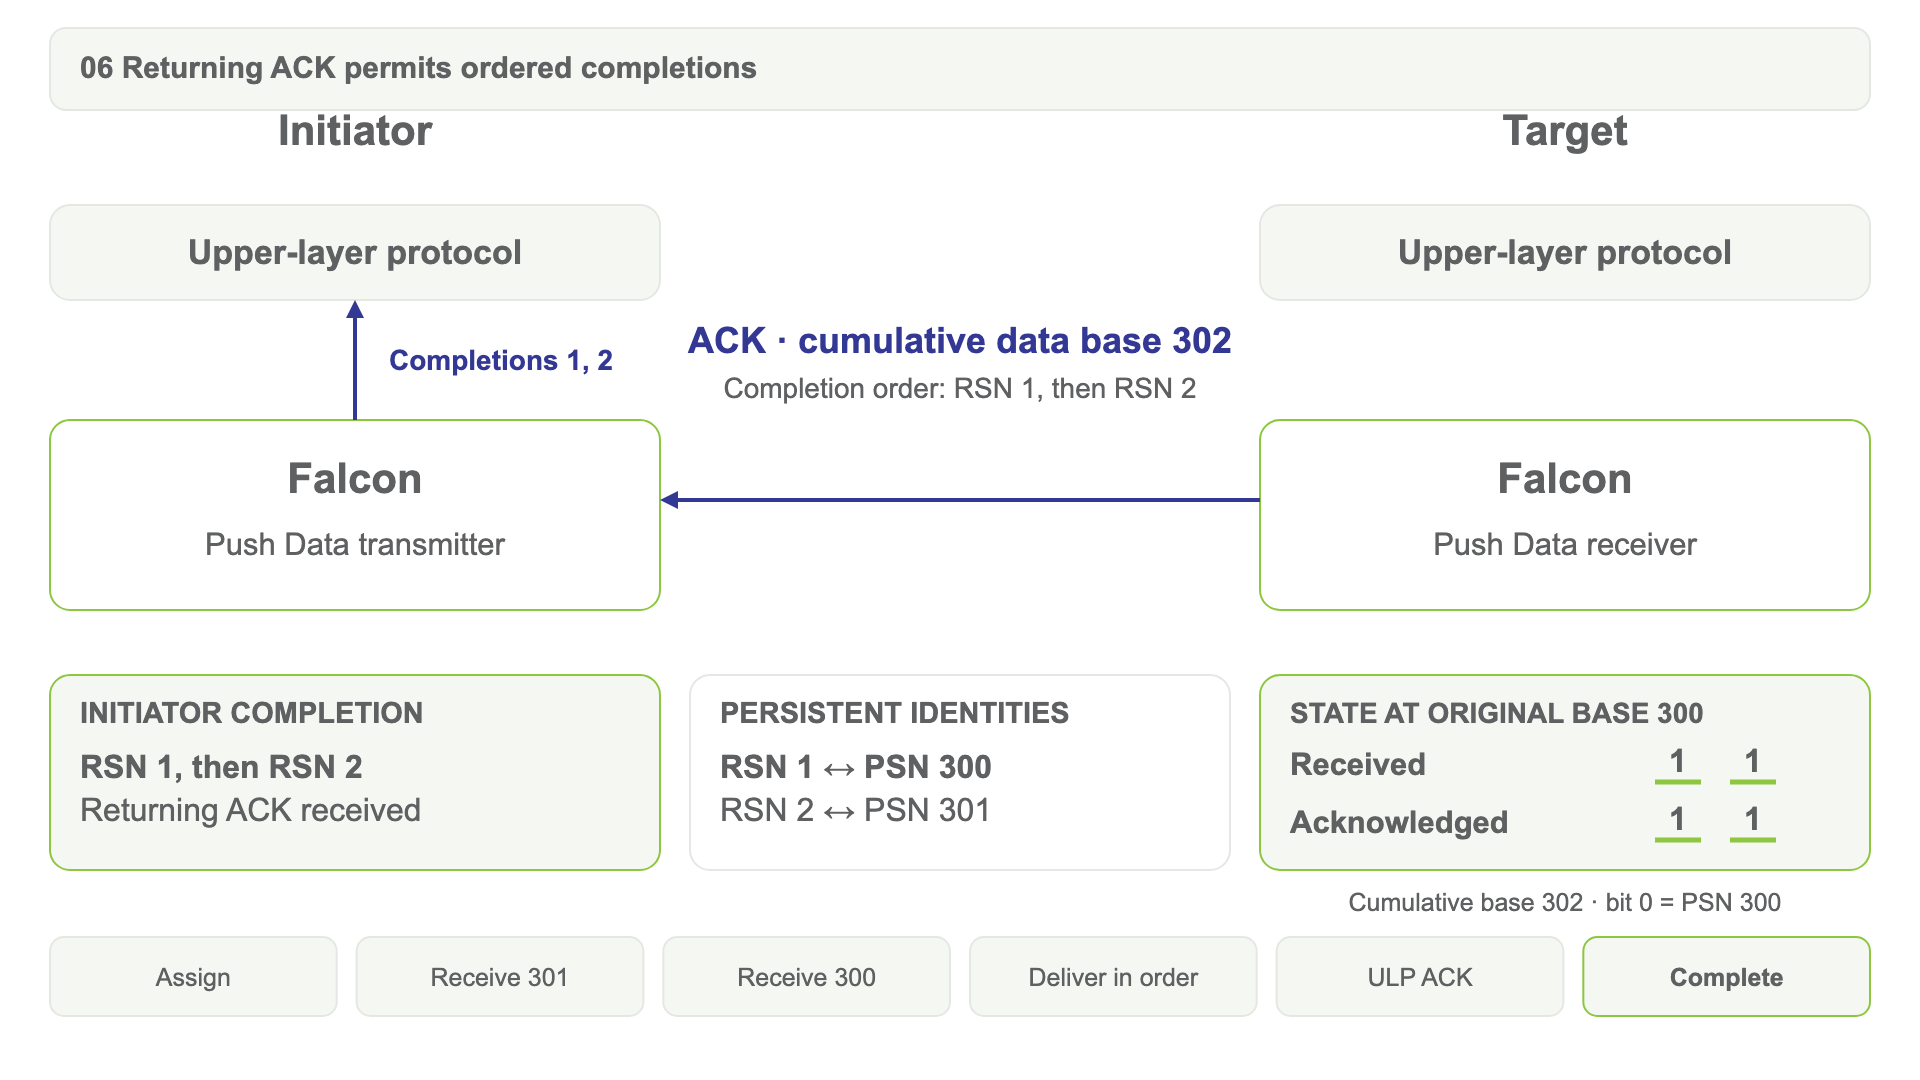 06 Returning ACK permits ordered completions
Initiator
Target
Upper-layer protocol
Upper-layer protocol
Completions 1, 2
ACK · cumulative data base 302
Completion order: RSN 1, then RSN 2
Falcon
Push Data transmitter
Falcon
Push Data receiver
INITIATOR COMPLETION
RSN 1, then RSN 2
Returning ACK received
PERSISTENT IDENTITIES
RSN 1 ↔ PSN 300
RSN 2 ↔ PSN 301
STATE AT ORIGINAL BASE 300
Received 1 1
Acknowledged 1 1
Cumulative base 302 · bit 0 = PSN 300
Assign
Receive 301
Receive 300
Deliver in order
ULP ACK
Complete